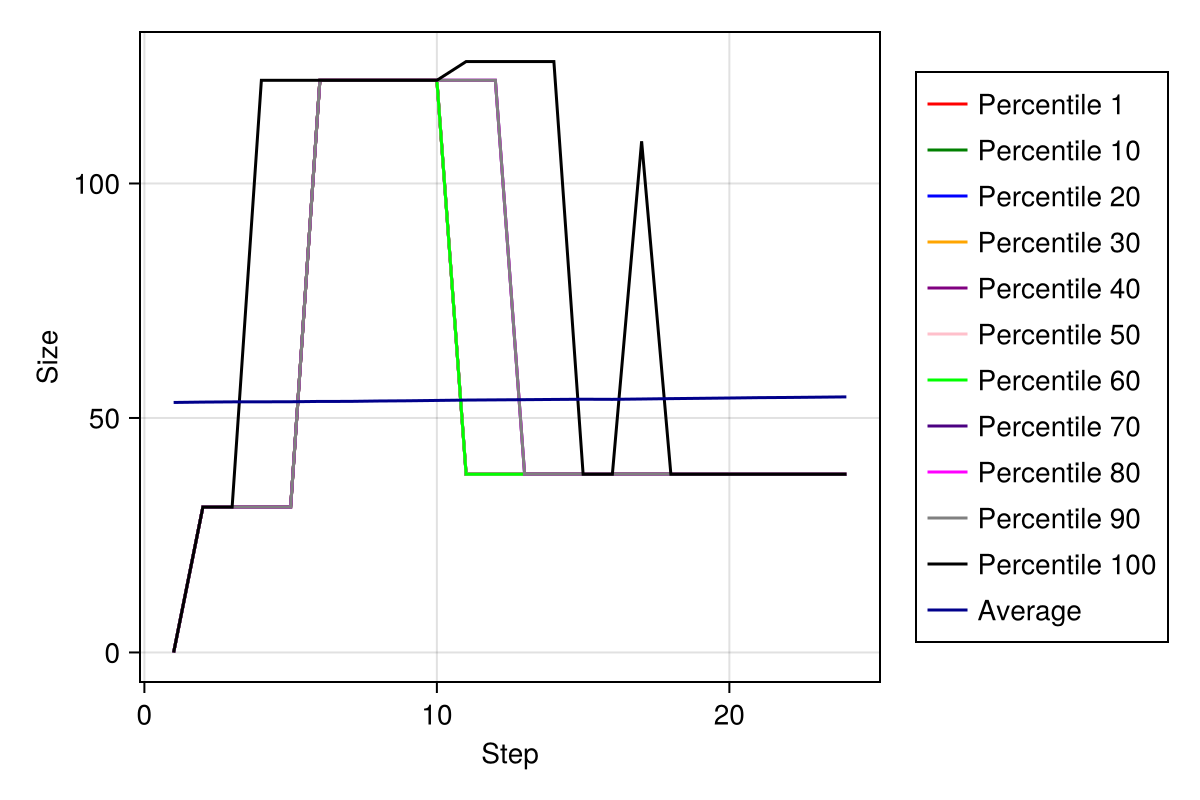 Size
100
50
0
0
10
20
Step
Percentile 1
Percentile 10
Percentile 20
Percentile 30
Percentile 40
Percentile 50
Percentile 60
Percentile 70
Percentile 80
Percentile 90
Percentile 100
Average